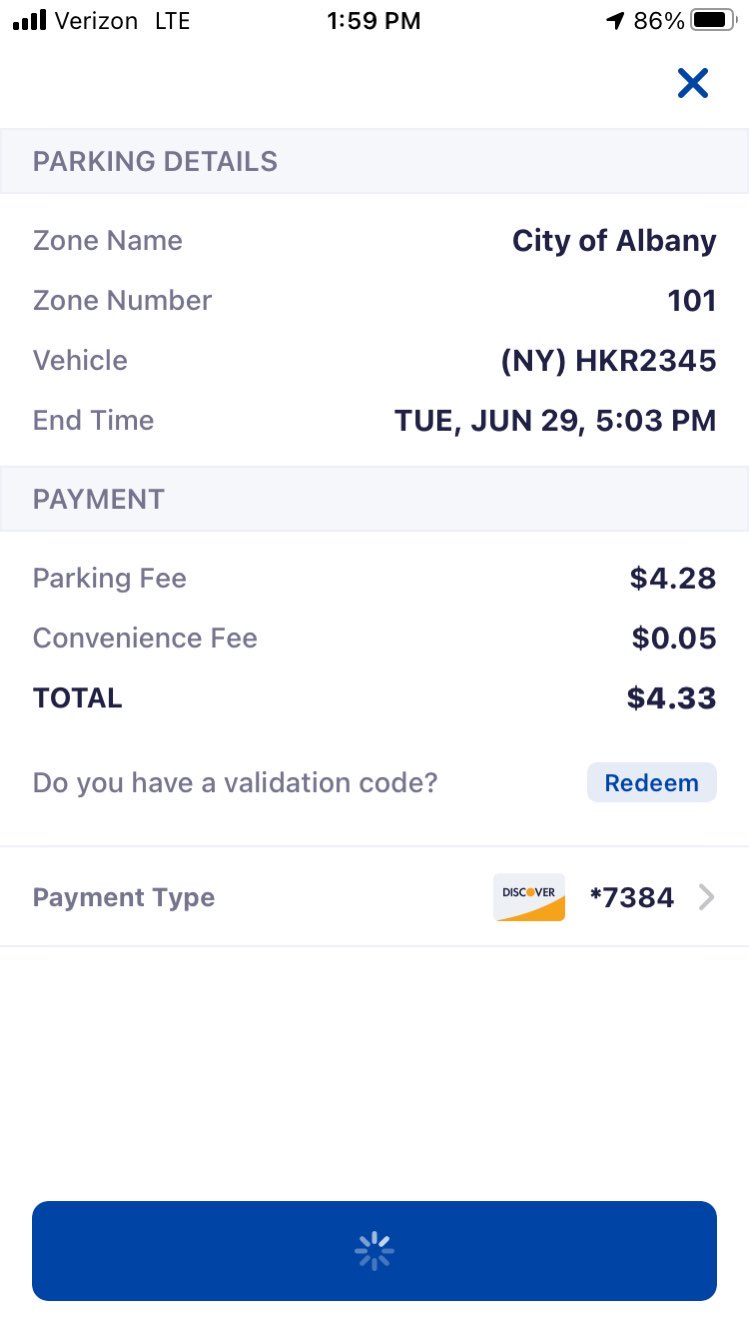 Verizon LTE 1:59 PM 86%
PARKING DETAILS
Zone Name City of Albany
Zone Number 101
Vehicle (NY) HKR2345
End Time TUE, JUN 29, 5:03 PM
PAYMENT
Parking Fee $4.28
Convenience Fee $0.05
TOTAL $4.33
Do you have a validation code? Redeem
Payment Type DISCOVER *7384